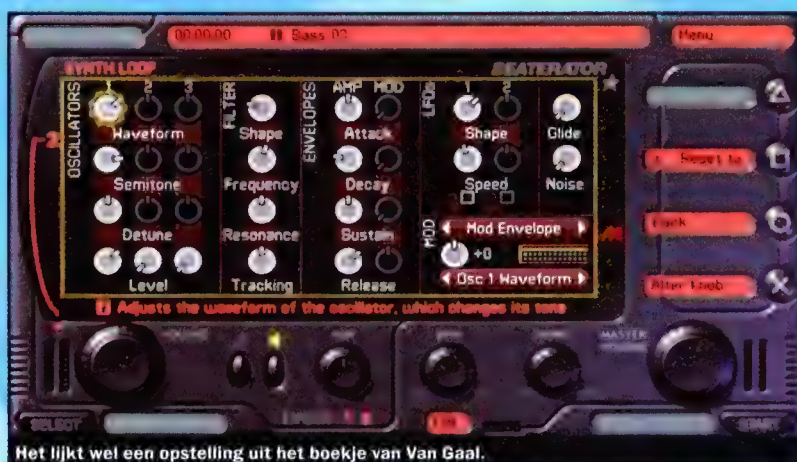 00:00:00 Bass 02 Menu
SYNTH LOOP BEATERATOR
OSCILLATORS 1 2 3 FILTER ENVELOPES AMP MOD LFOs 1 2
Waveform Shape Attack Shape Glide
Semitone Frequency Decay Speed Noise
Detune Resonance Sustain MOD Mod Envelope
+0
Level Tracking Release Osc 1 Waveform
Adjusts the waveform of the oscillator, which changes its tone
Reset to
Back
Alter Knob
MASTER
SELECT START
Het lijkt wel een opstelling uit het boekje van Van Gaal.